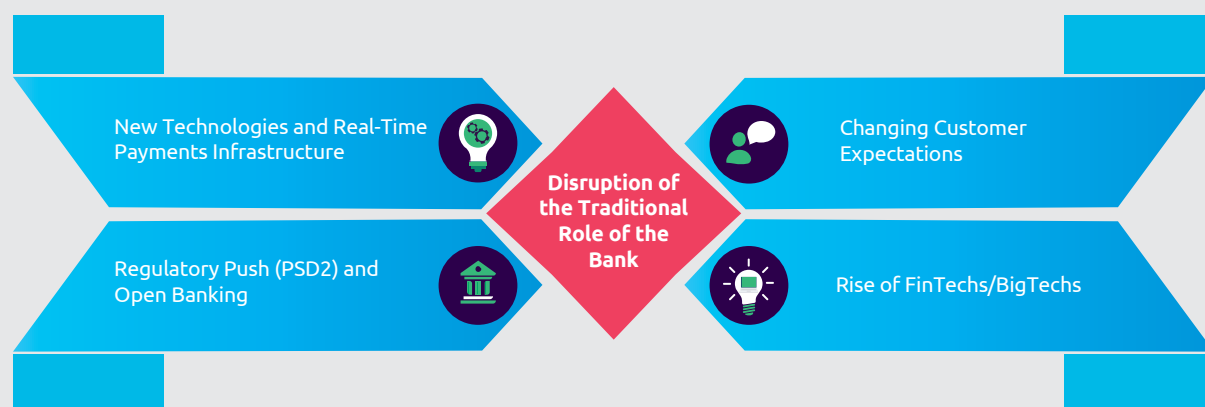 New Technologies and Real-Time
Payments Infrastructure
Changing Customer
Expectations
Disruption of
the Traditional
Role of the
Bank
Regulatory Push (PSD2) and
Open Banking
Rise of FinTechs/BigTechs